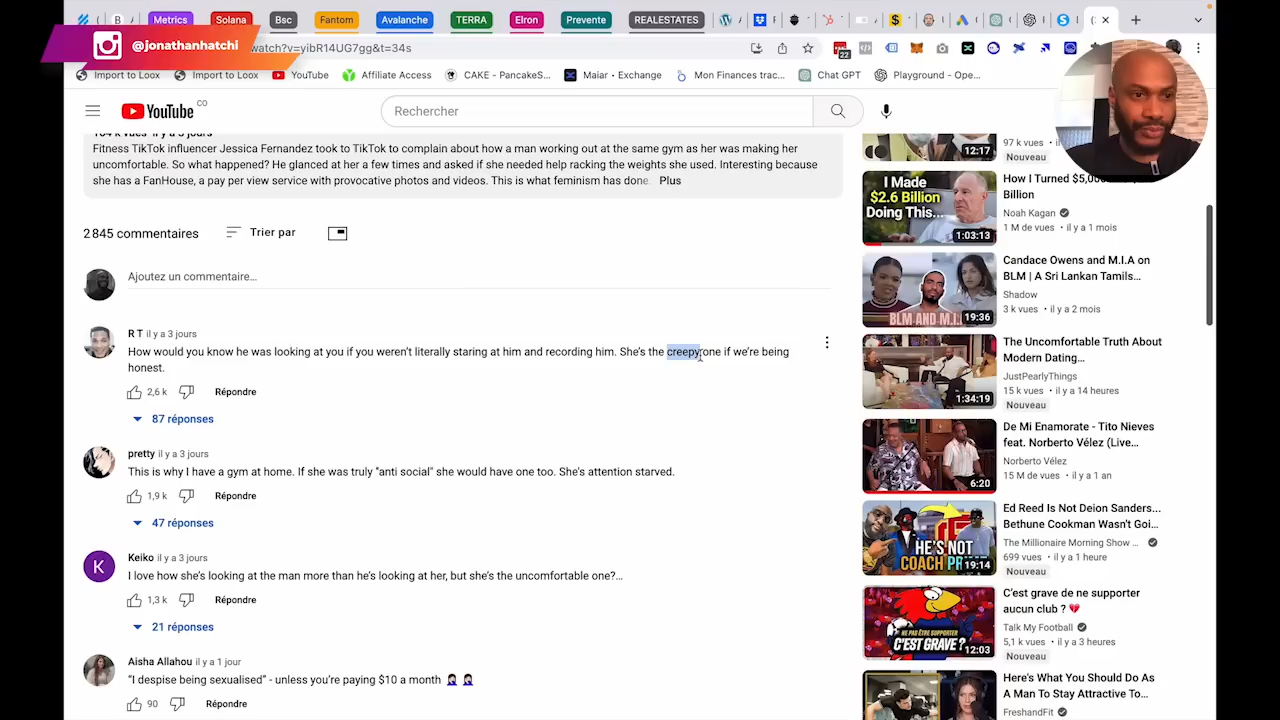 Metrics
Solana
Bsc
Fantom
Avalanche
TERRA
Elron
Prevente
REALESTATES
@jonathanhatchi
watch?v=yibR14UG7gg&t=34s
22
Import to Loox
Import to Loox
YouTube
Affiliate Access
CAKE - PancakeS...
Maiar・Exchange
Mon Finances trac...
Chat GPT
Playground - Ope...
YouTube CO
Rechercher
Fitness TikTok influencer Jessica Fernandez took to TikTok to complain about how a man working out at the same gym as her was making her
uncomfortable. So what happened? He glanced at her a few times and asked if she needed help racking the weights she used. Interesting because
she has a FanHouse, a pay per view service with provocative photos and videos. This is what feminism has done. Plus
2 845 commentaires
Trier par
Ajoutez un commentaire...
R T il y a 3 jours
How would you know he was looking at you if you weren't literally staring at him and recording him. She's the creepy one if we're being
honest.
2,6 k
Répondre
87 réponses
pretty il y a 3 jours
This is why I have a gym at home. If she was truly "anti social" she would have one too. She's attention starved.
1,9 k
Répondre
47 réponses
K
Keiko il y a 3 jours
I love how she's looking at the man more than he's looking at her, but she's the uncomfortable one?...
1,3 k
Répondre
21 réponses
Aisha Allahou il y a 1 jour
“I despise being sexualised” - unless you're paying $10 a month
90
Répondre
12:17
97 k vues
Nouveau
I Made
$2.6 Billion
Doing This...
1:03:13
How I Turned
Billion
Noah Kagan
1 M de vues • il y a 1 mois
BLM AND M.I.
19:36
Candace Owens and M.I.A on
BLM | A Sri Lankan Tamils...
Shadow
3 k vues • il y a 2 mois
1:34:19
The Uncomfortable Truth About
Modern Dating...
JustPearlyThings
15 k vues • il y a 14 heures
Nouveau
6:20
De Mi Enamorate - Tito Nieves
feat. Norberto Vélez (Live...
Norberto Vélez
15 M de vues • il y a 1 an
HE'S NOT
COACH PRIME
19:14
Ed Reed Is Not Deion Sanders...
Bethune Cookman Wasn't Goi...
The Millionaire Morning Show ...
699 vues • il y a 1 heure
Nouveau
NE PAS ÊTRE SUPPORTER
C'EST GRAVE ?
12:03
C'est grave de ne supporter
aucun club ? 💔
Talk My Football
5,1 k vues • il y a 3 heures
Nouveau
Here's What You Should Do As
A Man To Stay Attractive To...
FreshandFit